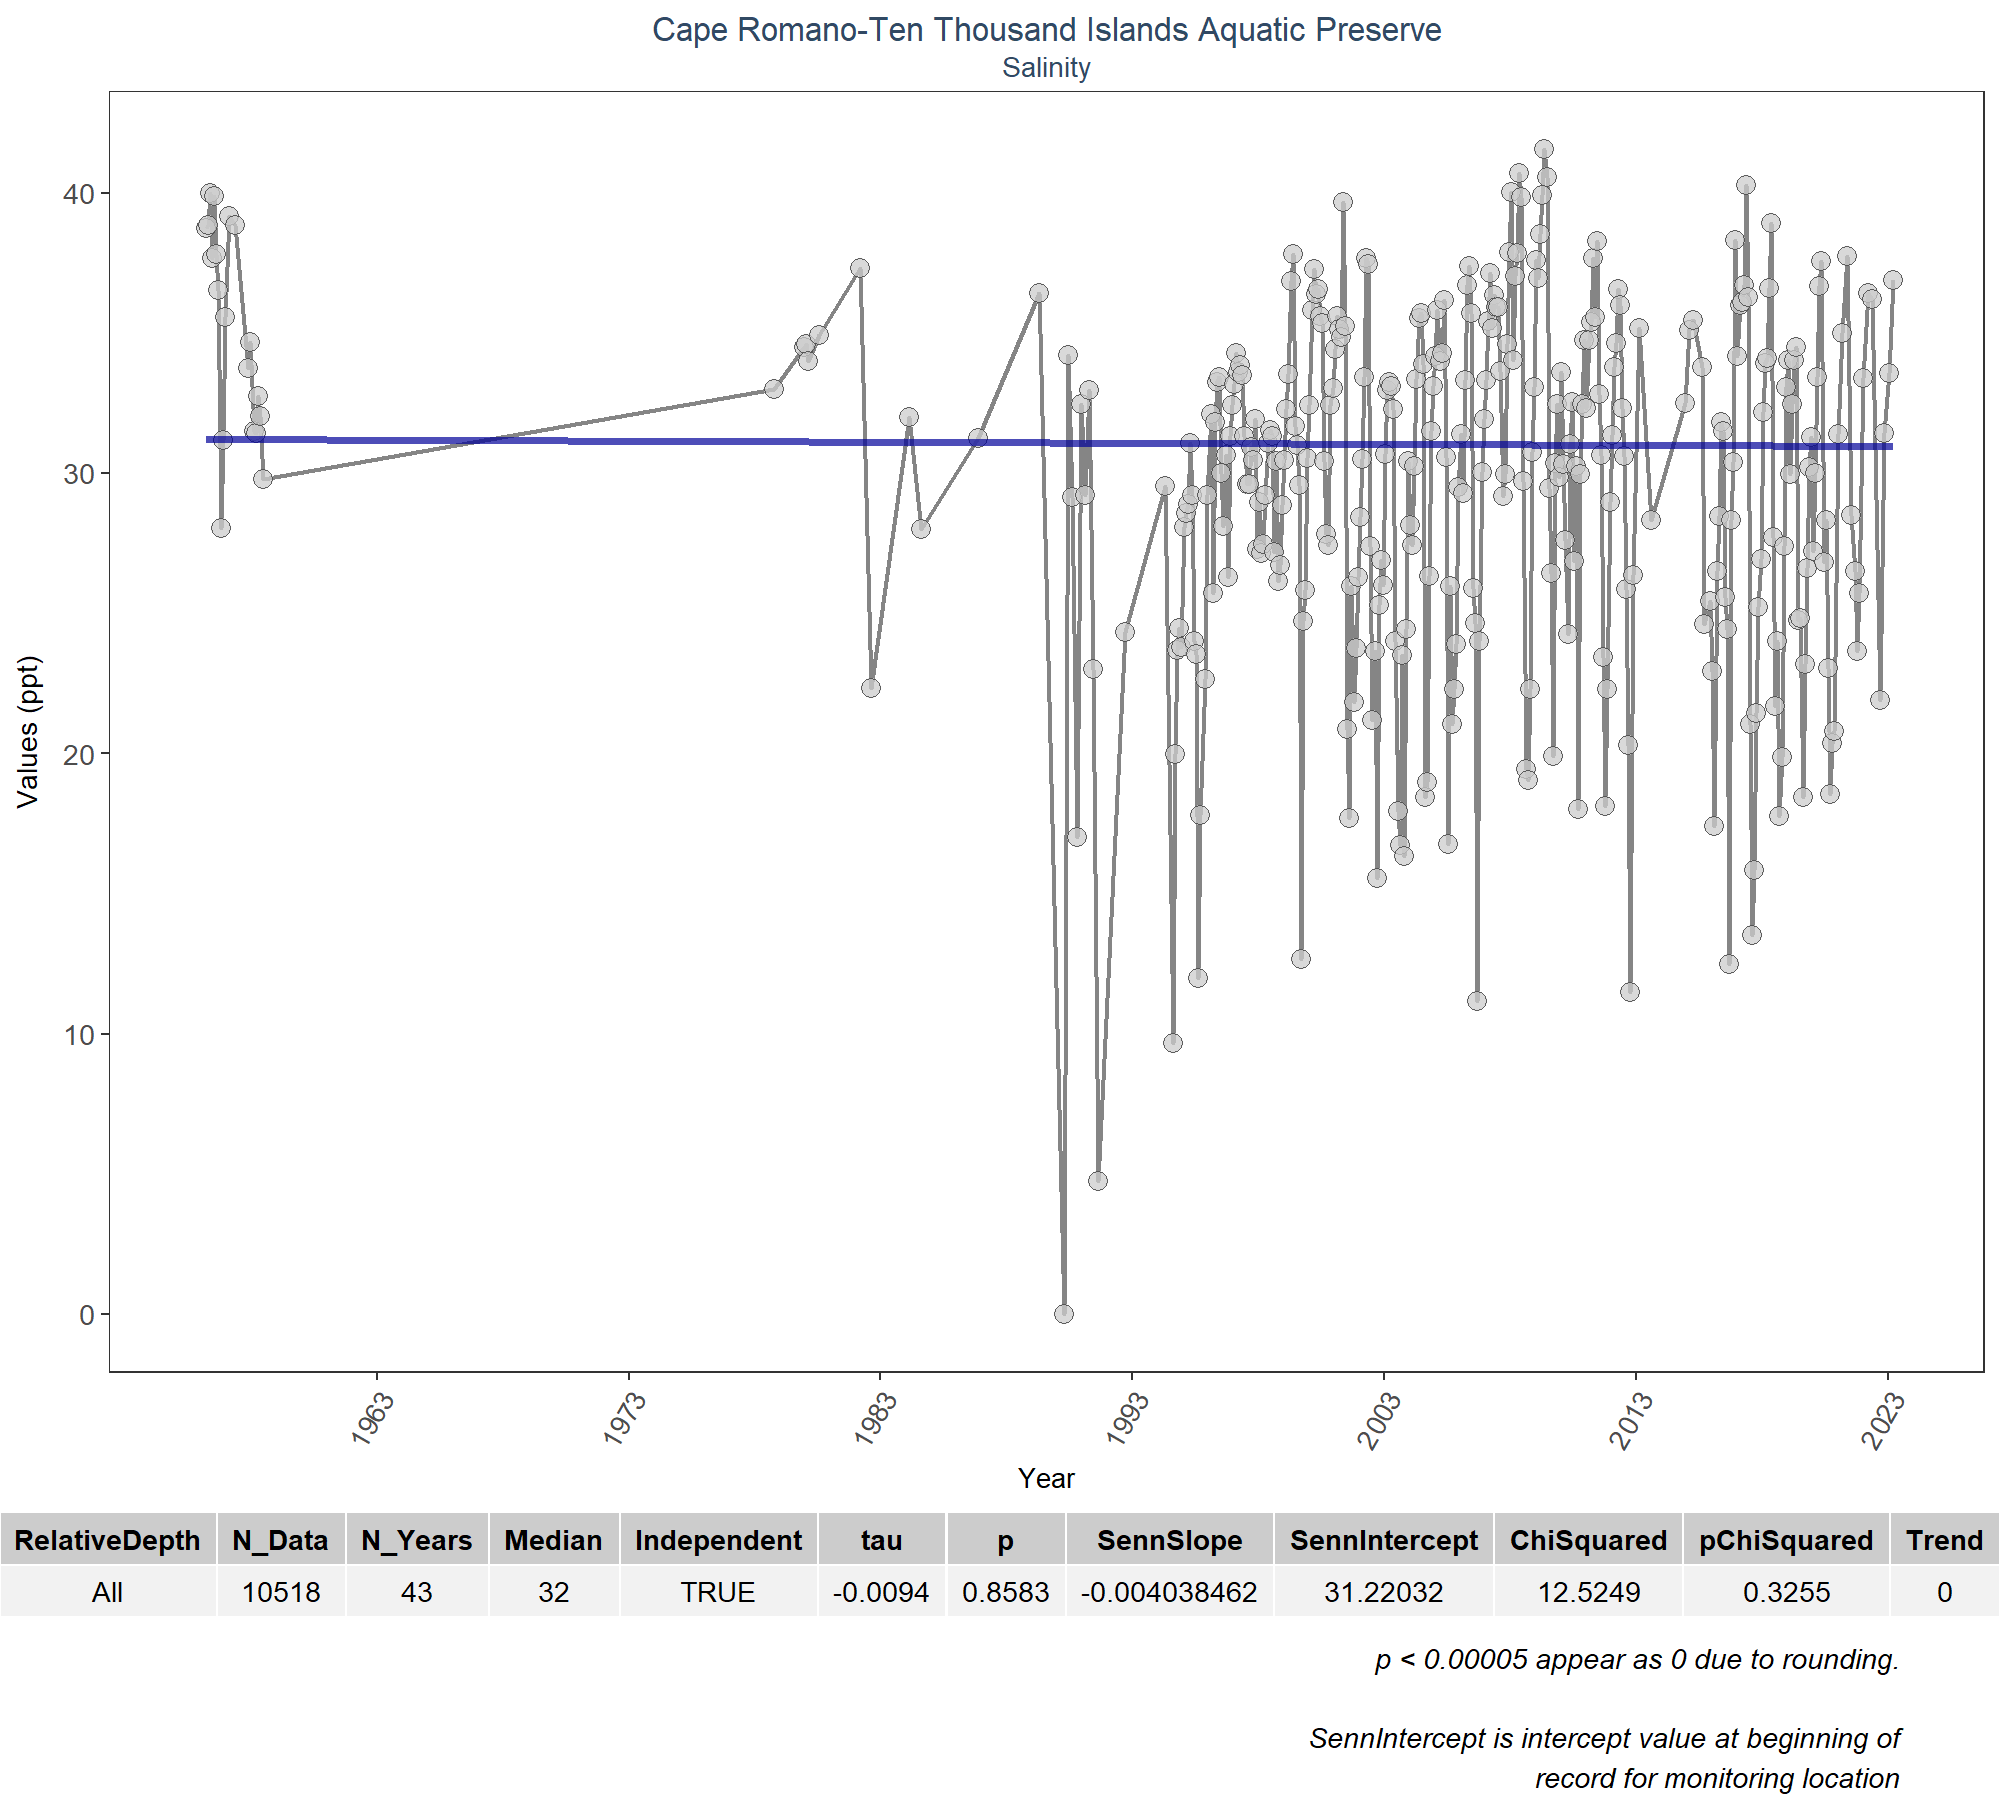 Cape Romano-Ten Thousand Islands Aquatic Preserve
Salinity
Values (ppt)
40
30
20
10
0
1963 1973 1983 1993 2003 2013 2023
Year
RelativeDepth N_Data N_Years Median Independent tau p SennSlope SennIntercept ChiSquared pChiSquared Trend
All 10518 43 32 TRUE -0.0094 0.8583 -0.004038462 31.22032 12.5249 0.3255 0
p < 0.00005 appear as 0 due to rounding.
SennIntercept is intercept value at beginning of
record for monitoring location